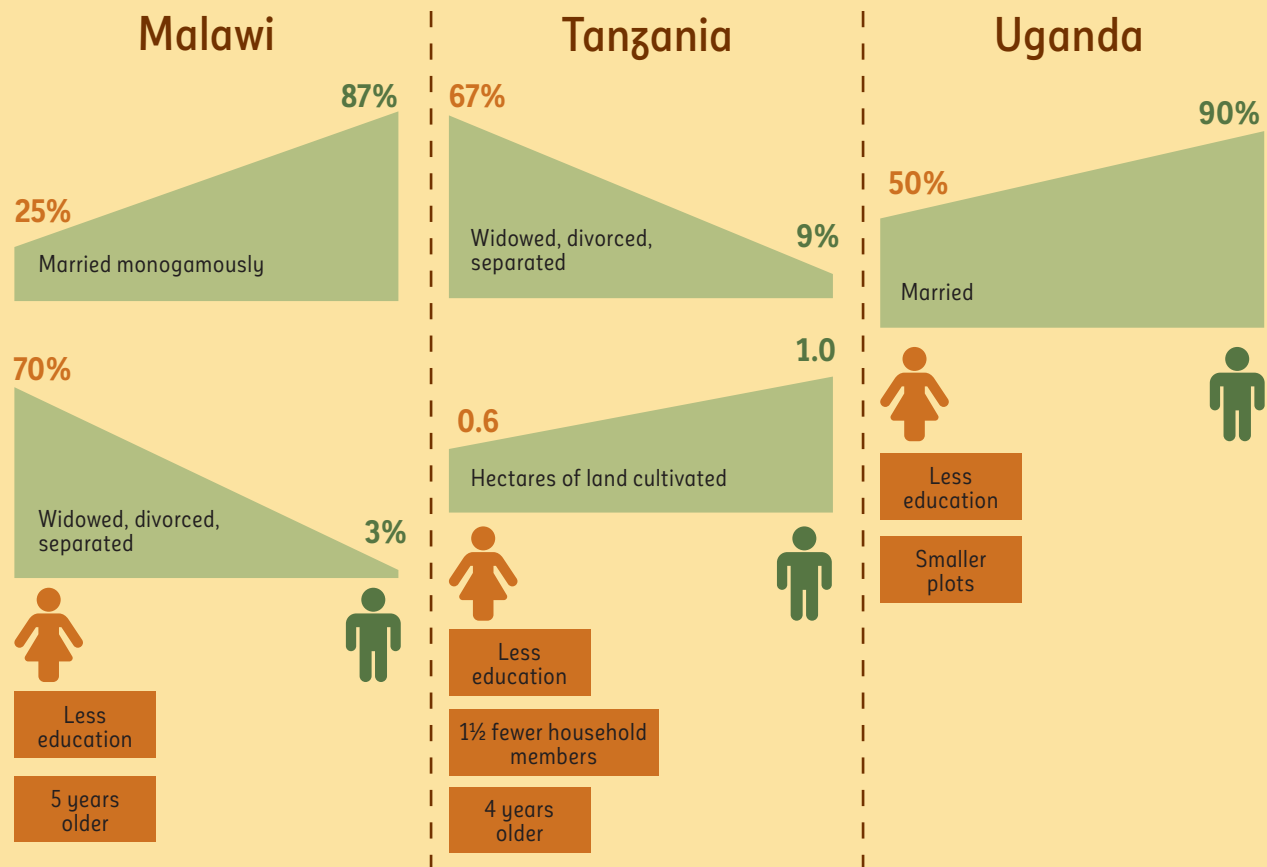 Malawi
87%
25%
Married monogamously
70%
3%
Widowed, divorced,
separated
Less
education
5 years
older
Tanzania
67%
9%
Widowed, divorced,
separated
1.0
0.6
Hectares of land cultivated
Less
education
1½ fewer household
members
4 years
older
Uganda
90%
50%
Married
Less
education
Smaller
plots